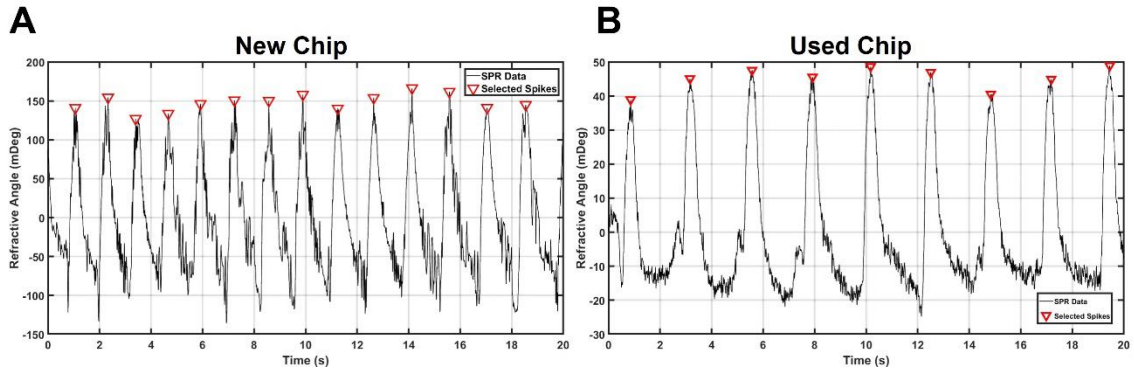 A
New Chip
Refractive Angle (mDeg)
200
150
100
50
0
-50
-100
-150
0 2 4 6 8 10 12 14 16 18 20
Time (s)
SPR Data
Selected Spikes
B
Used Chip
Refractive Angle (mDeg)
50
40
30
20
10
0
-10
-20
-30
0 2 4 6 8 10 12 14 16 18 20
Time (s)
SPR Data
Selected Spikes